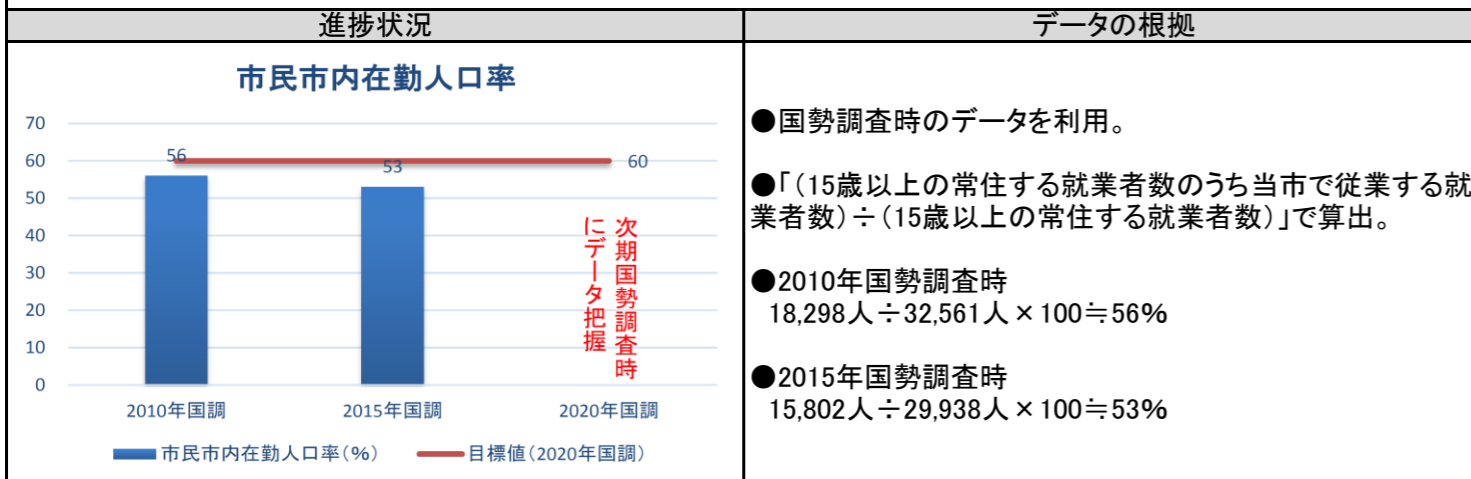 進捗状況
データの根拠
市民市内在勤人口率
70
60
50
40
30
20
10
0
56
53
60
次期国勢調査時
にデータ把握
2010年国調
2015年国調
2020年国調
市民市内在勤人口率(%)
目標値(2020年国調)
●国勢調査時のデータを利用。
●「(15歳以上の常住する就業者数のうち当市で従業する就
業者数)÷(15歳以上の常住する就業者数)」で算出。
●2010年国勢調査時
18,298人÷32,561人×100≒56%
●2015年国勢調査時
15,802人÷29,938人×100≒53%